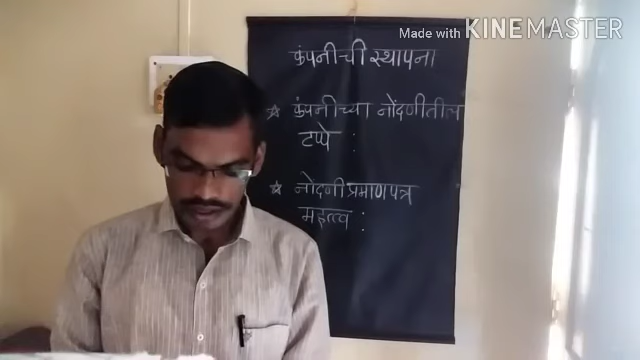 Made with KINEMASTER
कंपनीची स्थापना
☆ कंपनीच्या नोंदणीतील
टप्पे :
☆ नोंदणी प्रमाणपत्र
महत्त्व :